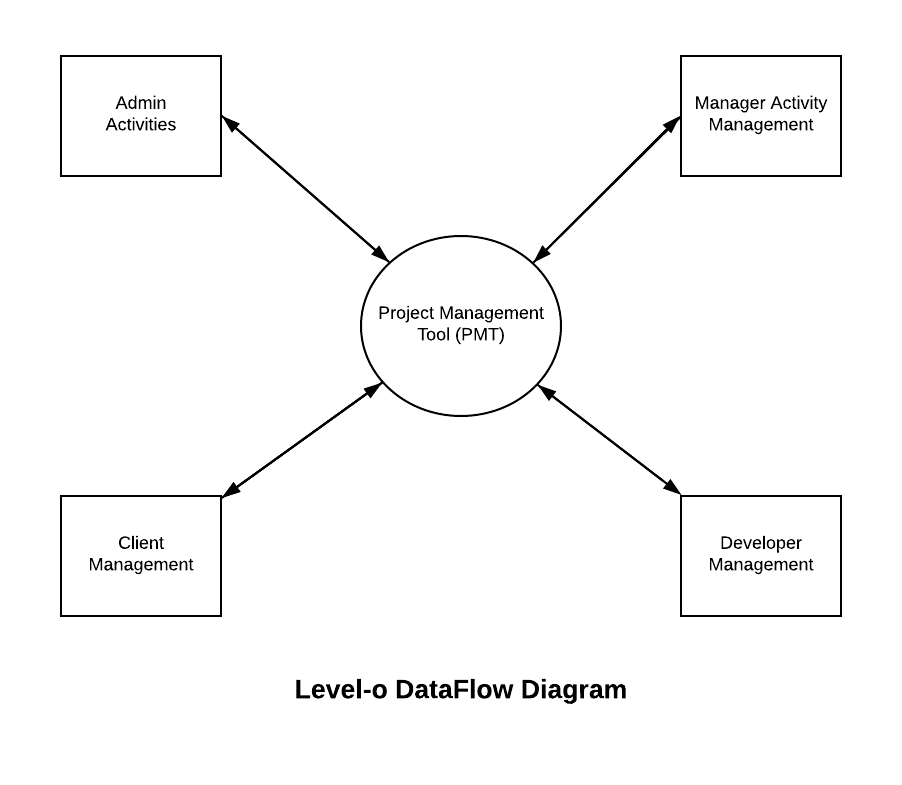 Admin
Activities
Manager Activity
Management
Project Management
Tool (PMT)
Client
Management
Developer
Management
Level-o DataFlow Diagram